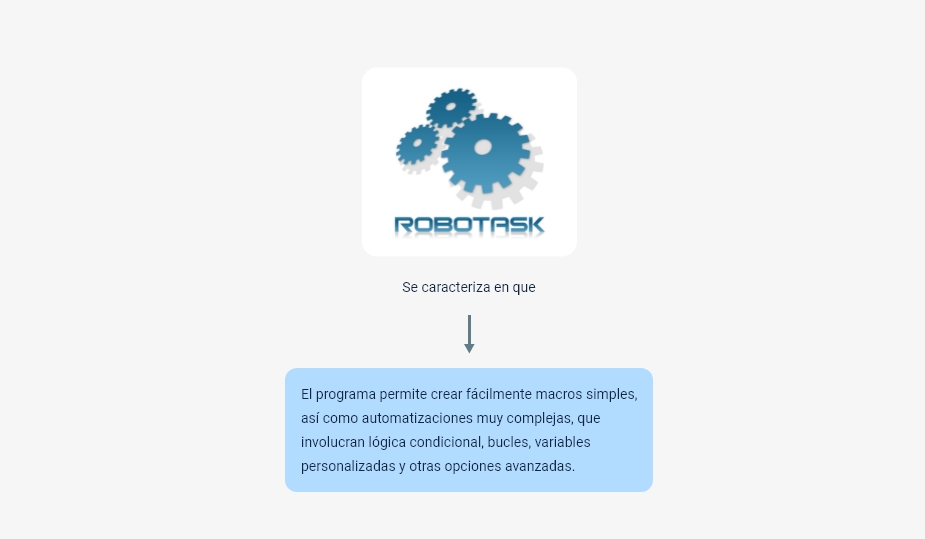 ROBOTASK
Se caracteriza en que
El programa permite crear fácilmente macros simples,
así como automatizaciones muy complejas, que
involucran lógica condicional, bucles, variables
personalizadas y otras opciones avanzadas.